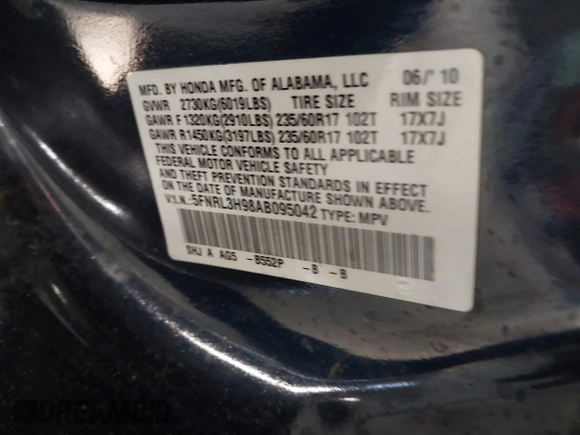 MFD. BY HONDA MFG. OF ALABAMA, LLC 06/'10
GVWR 2730KG(6019LBS) TIRE SIZE RIM SIZE
GAWR F 1320KG(2910LBS) 235/60R17 102T 17X7J
GAWR R1450KG(3197LBS) 235/60R17 102T 17X7J
THIS VEHICLE CONFORMS TO ALL APPLICABLE
FEDERAL MOTOR VEHICLE SAFETY
AND THEFT PREVENTION STANDARDS IN EFFECT
ON THE DATE OF MANUFACTURE SHOWN ABOVE.
V.I.N.:5FNRL3H98AB095042 TYPE: MPV
SHJ A AG5 -B552P -B -B
DREAMBID